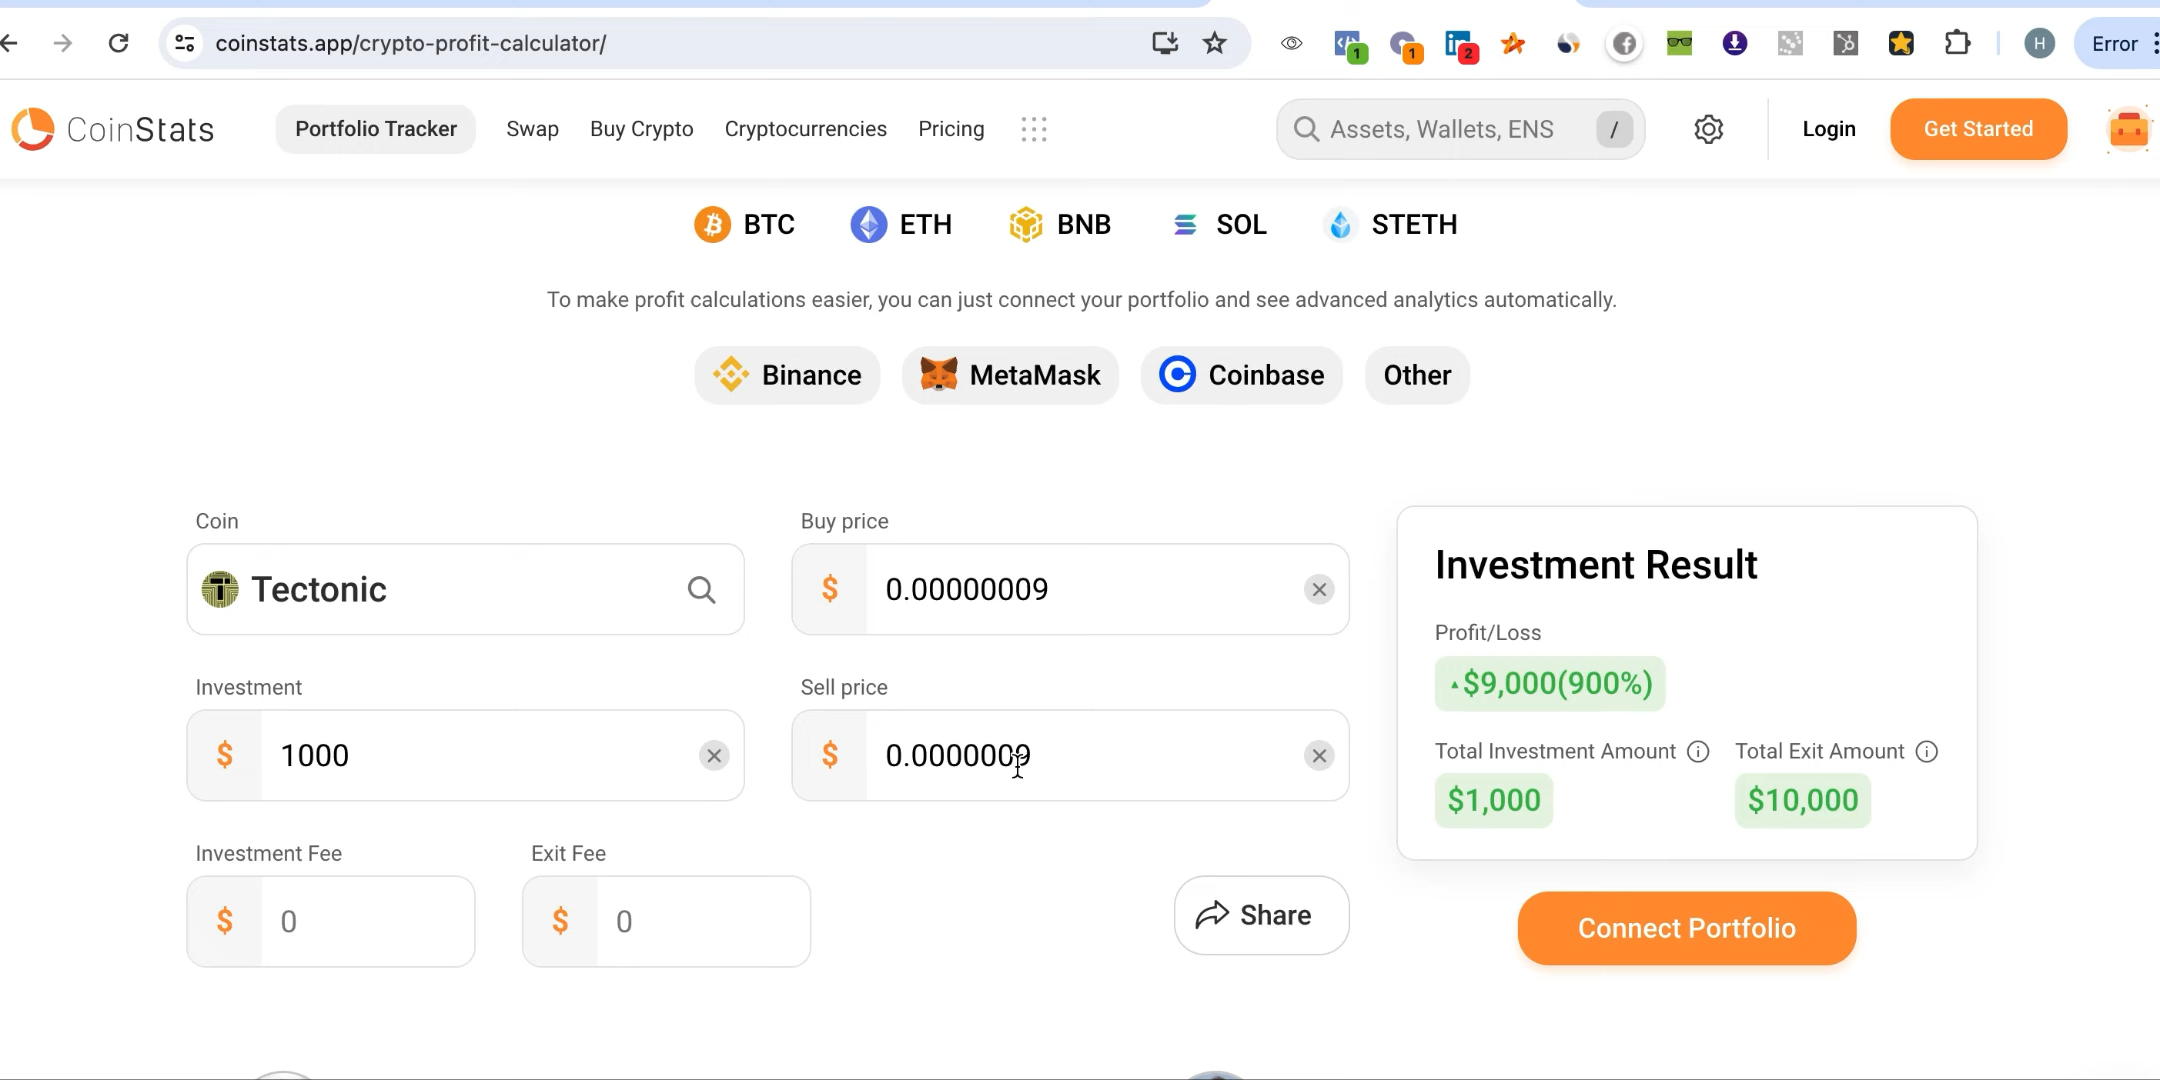 coinstats.app/crypto-profit-calculator/
1
1
2
H
Error
CoinStats
Portfolio Tracker
Swap
Buy Crypto
Cryptocurrencies
Pricing
Assets, Wallets, ENS
/
Login
Get Started
BTC
ETH
BNB
SOL
STETH
To make profit calculations easier, you can just connect your portfolio and see advanced analytics automatically.
Binance
MetaMask
Coinbase
Other
Coin
Tectonic
Buy price
$ 0.00000009
Investment
$ 1000
Sell price
$ 0.0000009
Investment Fee
$ 0
Exit Fee
$ 0
Share
Investment Result
Profit/Loss
$9,000(900%)
Total Investment Amount
$1,000
Total Exit Amount
$10,000
Connect Portfolio